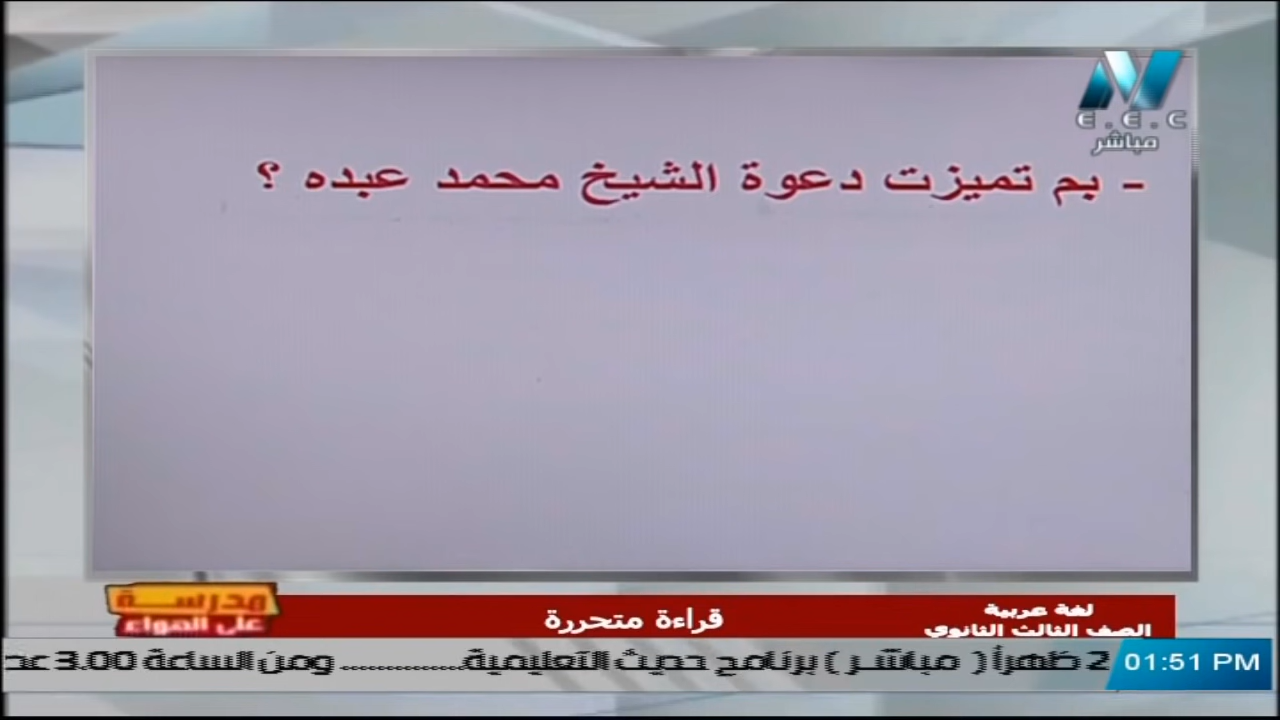 E.E.C
مباشر
- بم تميزت دعوة الشيخ محمد عبده ؟
مدرسة
على الهواء
قراءة متحررة
لغة عربية
الصف الثالث الثانوي
01:51 PM
2 ظهراً ( مباشر ) برنامج حديث التعليمية............. ومن الساعة 3.00